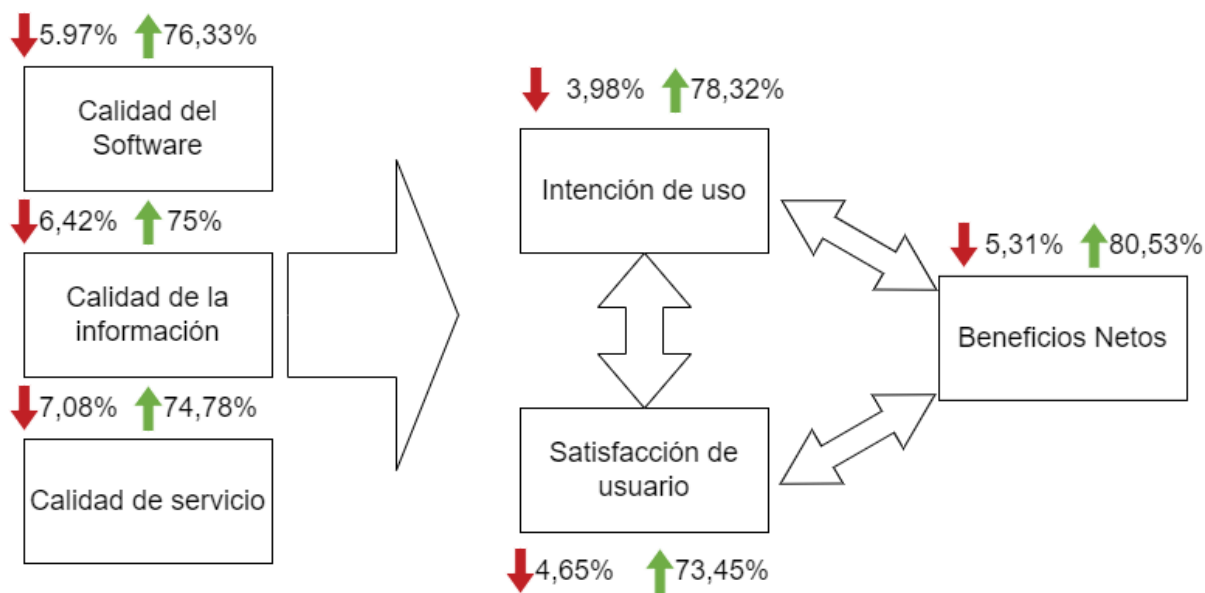 5.97% 76,33%
Calidad del
Software
6,42% 75%
Calidad de la
información
7,08% 74,78%
Calidad de servicio
3,98% 78,32%
Intención de uso
Satisfacción de
usuario
4,65% 73,45%
5,31% 80,53%
Beneficios Netos